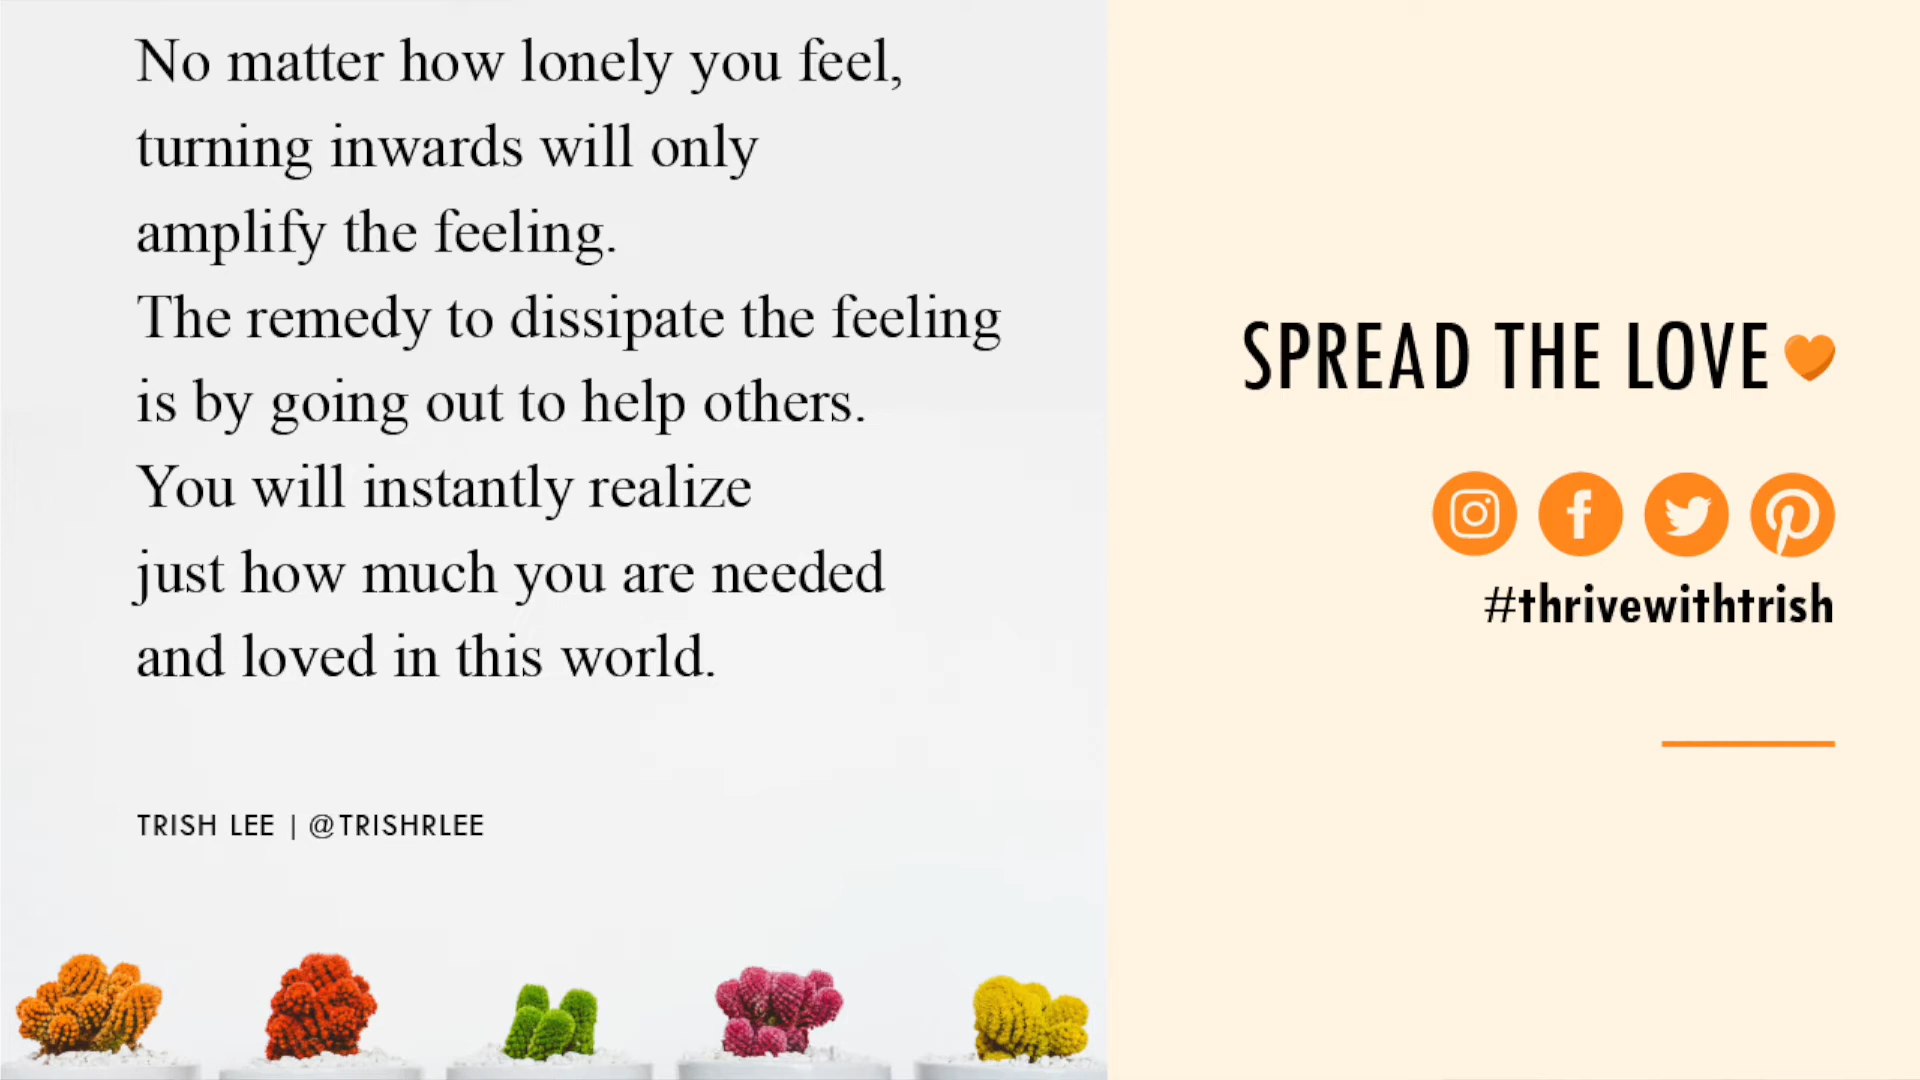 No matter how lonely you feel,
turning inwards will only
amplify the feeling.
The remedy to dissipate the feeling
is by going out to help others.
You will instantly realize
just how much you are needed
and loved in this world.
TRISH LEE | @TRISHRLEE
SPREAD THE LOVE
#thrivewithtrish